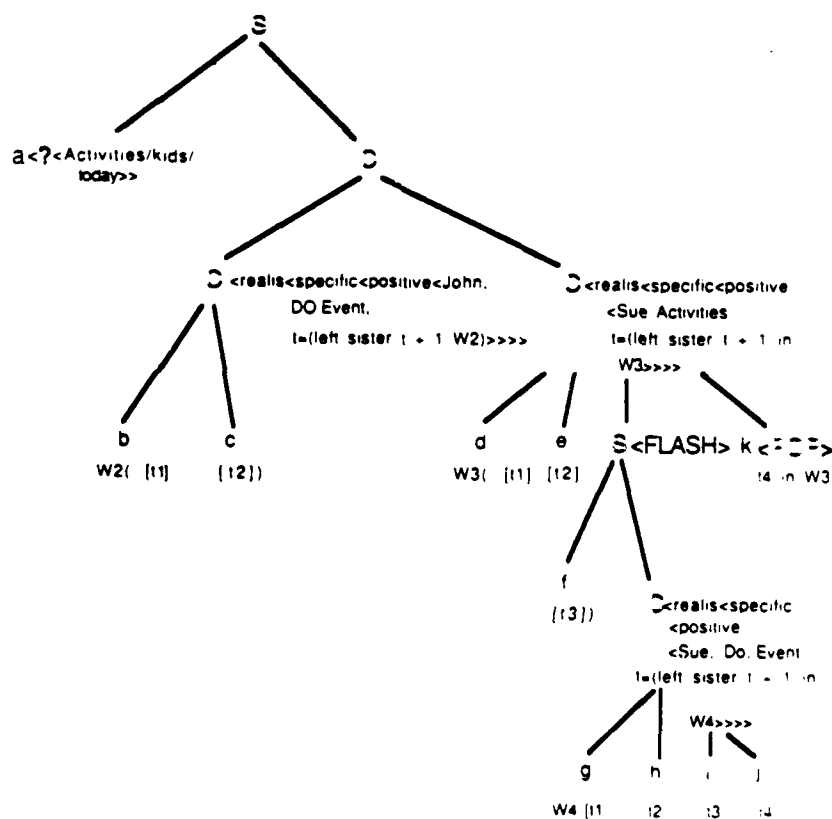 S
a<?<Activities/kids/
today>>
C
C<realis<specific<positive<John.
DO Event.
t=(left sister t + 1 W2)>>>>
C<realis<specific<positive
<Sue Activities
t=(left sister t + 1 in
W3>>>>
b c d e S<FLASH> k
W2( [t1] [t2]) W3( [t1] [t2] t4 in W3
f
[t3])
C<realis<specific
<positive
<Sue. Do. Event
t=(left sister t + 1 in
W4>>>>
g h i j
W4 [t1 t2 t3 t4